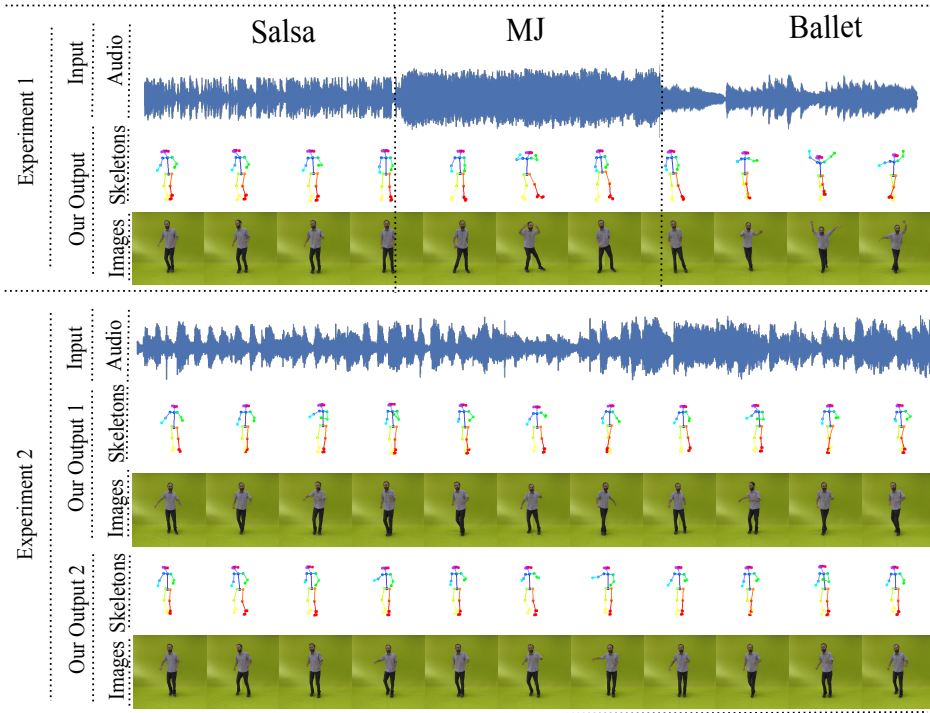 Salsa
MJ
Ballet
Experiment 1
Input
Audio
Our Output
Skeletons
Images
Experiment 2
Input
Audio
Our Output 1
Skeletons
Images
Our Output 2
Skeletons
Images